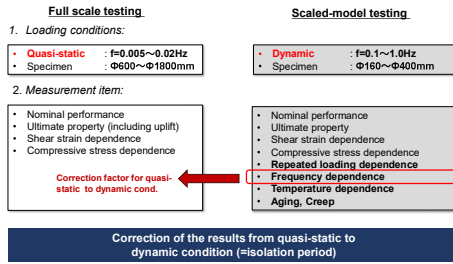 Full scale testing
Scaled-model testing
1. Loading conditions:
• Quasi-static : f=0.005～0.02Hz
• Specimen : Φ600～Φ1800mm
• Dynamic : f=0.1～1.0Hz
• Specimen : Φ160～Φ400mm
2. Measurement item:
• Nominal performance
• Ultimate property (including uplift)
• Shear strain dependence
• Compressive stress dependence
Correction factor for quasi-
static to dynamic cond.
• Nominal performance
• Ultimate property
• Shear strain dependence
• Compressive stress dependence
• Repeated loading dependence
• Frequency dependence
• Temperature dependence
• Aging, Creep
Correction of the results from quasi-static to
dynamic condition (=isolation period)